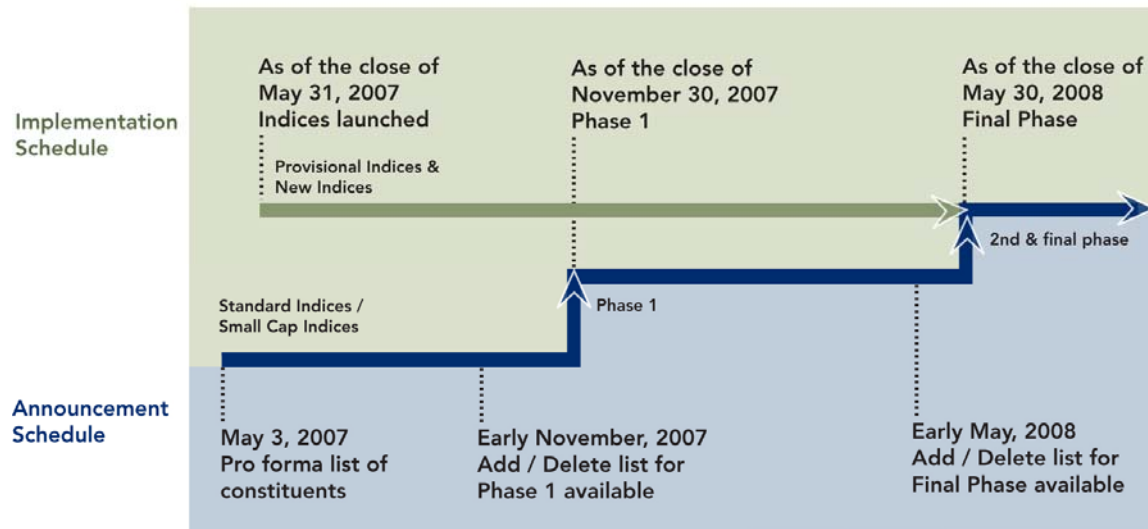 As of the close of
May 31, 2007
Indices launched
As of the close of
November 30, 2007
Phase 1
As of the close of
May 30, 2008
Final Phase
Implementation
Schedule
Provisional Indices &
New Indices
2nd & final phase
Standard Indices /
Small Cap Indices
Phase 1
Announcement
Schedule
May 3, 2007
Pro forma list of
constituents
Early November, 2007
Add / Delete list for
Phase 1 available
Early May, 2008
Add / Delete list for
Final Phase available